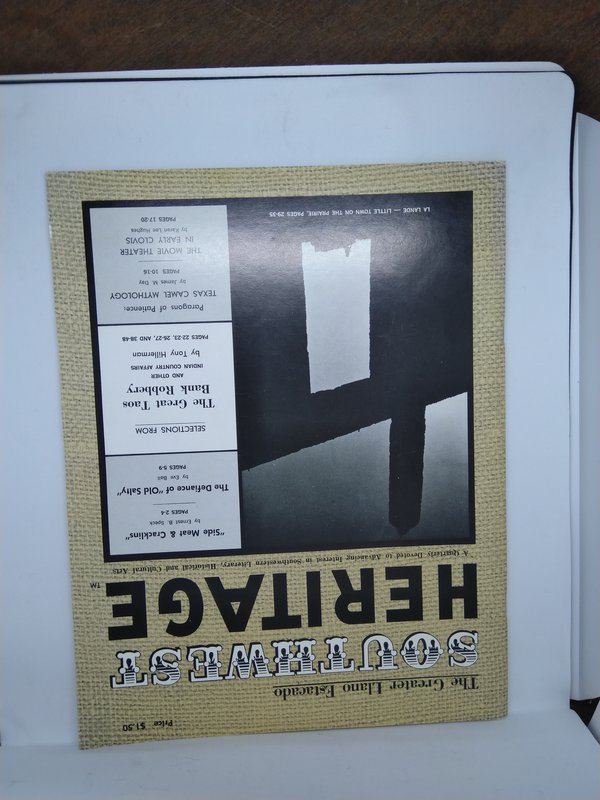 Price $1.50
The Greater Llano Estacado
SOUTHWEST
HERITAGE TM
A Quarterly Devoted to Advancing Interest in Southwestern Literary, Historical and Cultural Arts
"Side Meat & Cracklins"
by Ernest B. Speck
PAGES 2-4
The Defiance of "Old Salty"
by Eve Ball
PAGES 5-9
SELECTIONS FROM
The Great Taos
Bank Robbery
AND OTHER
INDIAN COUNTRY AFFAIRS
by Tony Hillerman
PAGES 22-23, 26-27, AND 38-48
Paragons of Patience:
TEXAS CAMEL MYTHOLOGY
by James M. Day
PAGES 10-16
THE MOVIE THEATER
IN EARLY CLOVIS
by Karen Lee Hughes
PAGES 17-20
LA LANDE — LITTLE TOWN ON THE PRAIRIE, PAGES 29-35